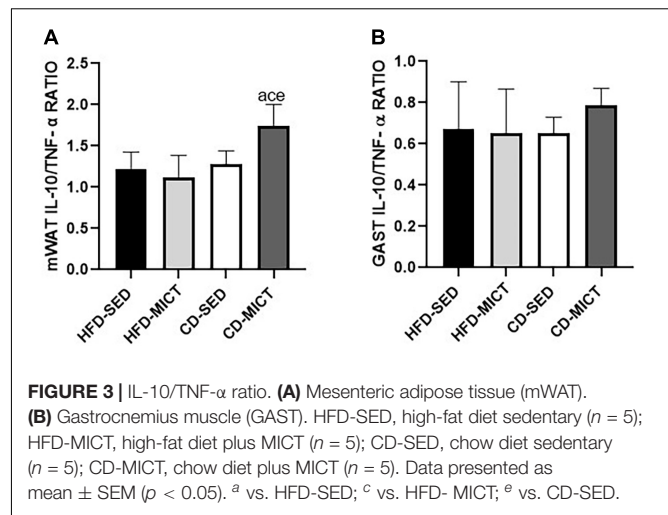 A
B
ace
2.5
2.0
1.5
1.0
0.5
0.0
mWAT IL-10/TNF- α RATIO
HFD-SED
HFD-MICT
CD-SED
CD-MICT
1.0
0.8
0.6
0.4
0.2
0.0
GAST IL-10/TNF- α RATIO
HFD-SED
HFD-MICT
CD-SED
CD-MICT
FIGURE 3 | IL-10/TNF-α ratio. (A) Mesenteric adipose tissue (mWAT).
(B) Gastrocnemius muscle (GAST). HFD-SED, high-fat diet sedentary (n = 5);
HFD-MICT, high-fat diet plus MICT (n = 5); CD-SED, chow diet sedentary
(n = 5); CD-MICT, chow diet plus MICT (n = 5). Data presented as
mean ± SEM (p < 0.05). a vs. HFD-SED; c vs. HFD- MICT; e vs. CD-SED.